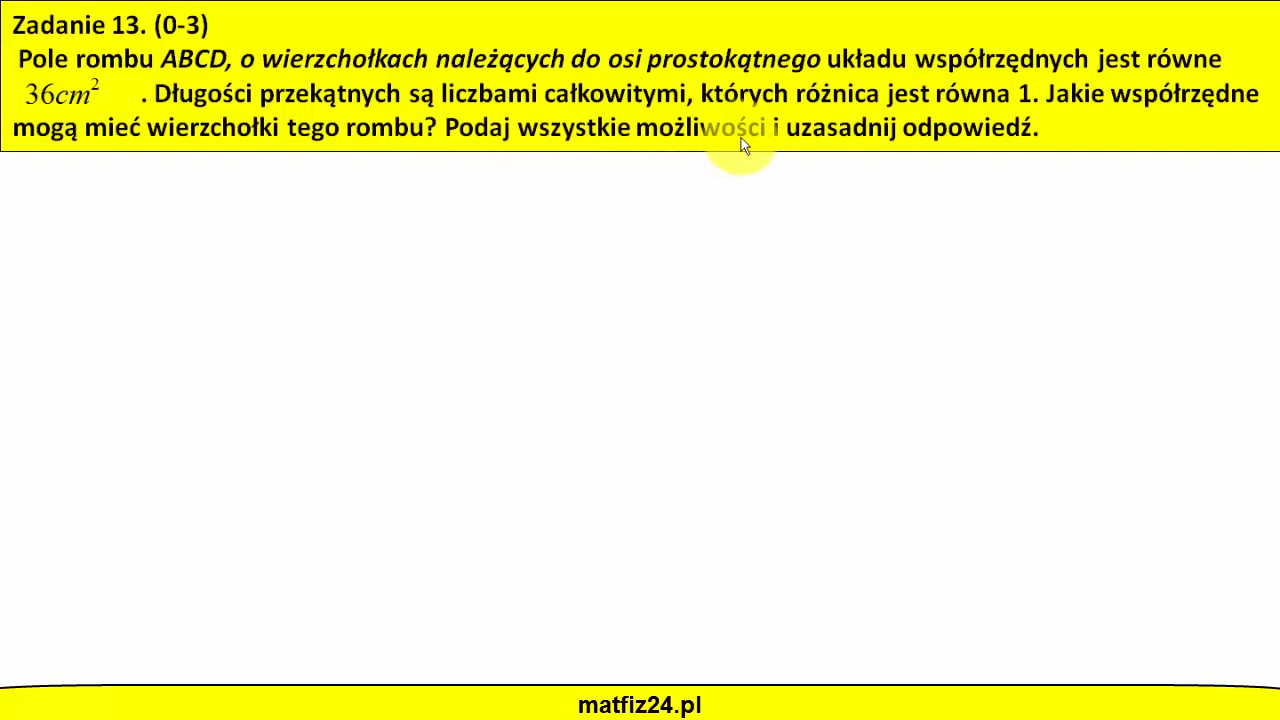 Zadanie 13. (0-3)
Pole rombu ABCD, o wierzchołkach należących do osi prostokątnego układu współrzędnych jest równe
36cm² . Długości przekątnych są liczbami całkowitymi, których różnica jest równa 1. Jakie współrzędne
mogą mieć wierzchołki tego rombu? Podaj wszystkie możliwości i uzasadnij odpowiedź.
matfiz24.pl